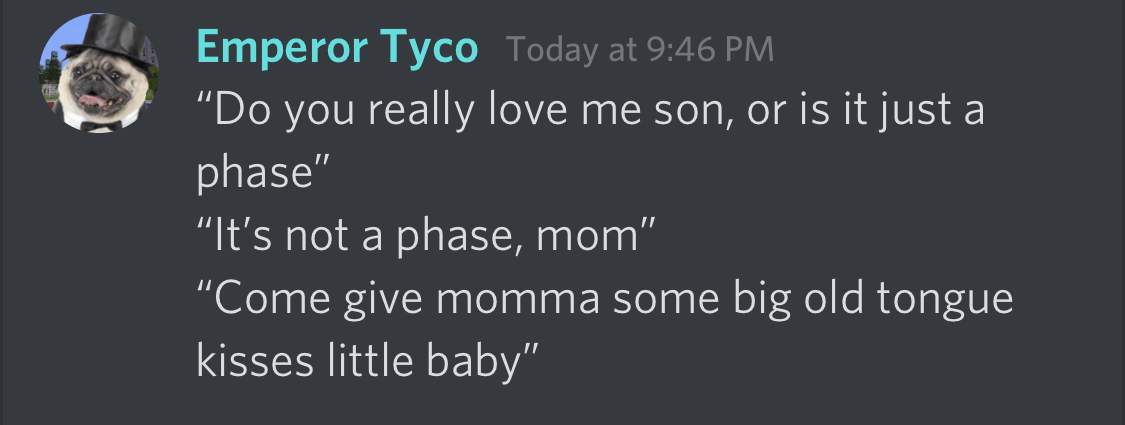 Emperor Tyco Today at 9:46 PM
“Do you really love me son, or is it just a
phase”
“It’s not a phase, mom”
“Come give momma some big old tongue
kisses little baby”